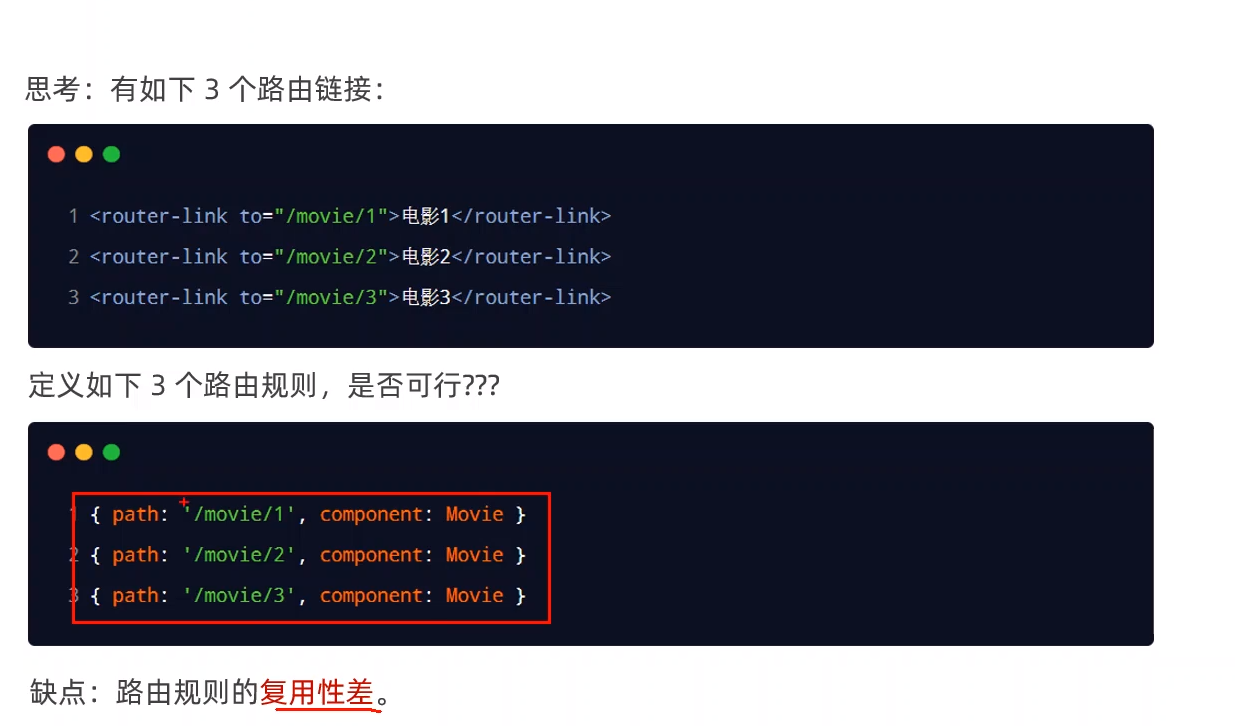 思考：有如下 3 个路由链接：
1 <router-link to="/movie/1">电影1</router-link>
2 <router-link to="/movie/2">电影2</router-link>
3 <router-link to="/movie/3">电影3</router-link>
定义如下 3 个路由规则，是否可行???
1 { path: '/movie/1', component: Movie }
2 { path: '/movie/2', component: Movie }
3 { path: '/movie/3', component: Movie }
缺点：路由规则的复用性差。